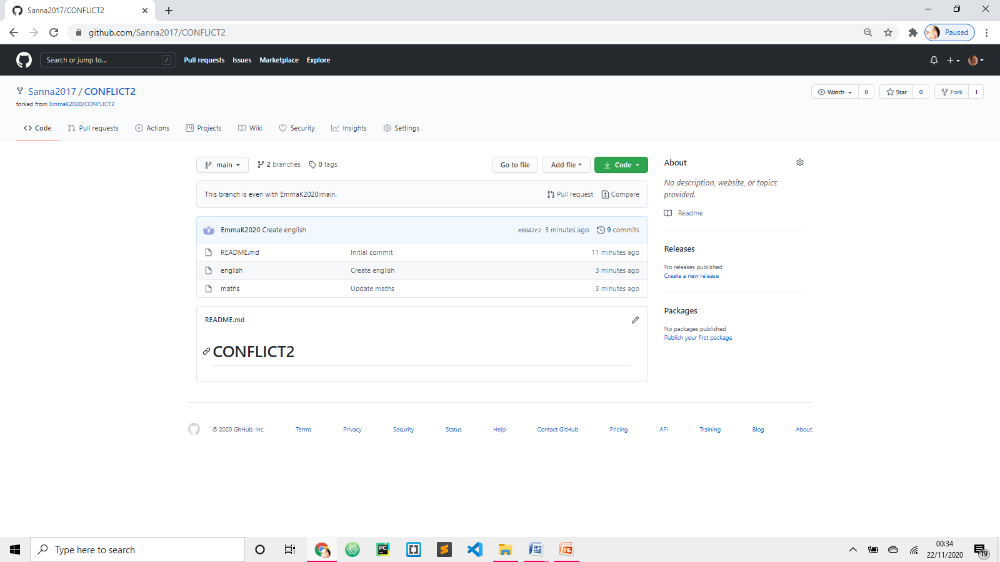 Sanna2017/CONFLICT2
github.com/Sanna2017/CONFLICT2
Paused
Search or jump to... /
Pull requests Issues Marketplace Explore
Sanna2017 / CONFLICT2
forked from EmmaK2020/CONFLICT2
Watch 0 Star 0 Fork 1
Code Pull requests Actions Projects Wiki Security Insights Settings
main 2 branches 0 tags Go to file Add file Code
This branch is even with EmmaK2020:main. Pull request Compare
EmmaK2020 Create english e8842c2 3 minutes ago 9 commits
README.md Initial commit 11 minutes ago
english Create english 3 minutes ago
maths Update maths 3 minutes ago
README.md
CONFLICT2
About
No description, website, or topics
provided.
Readme
Releases
No releases published
Create a new release
Packages
No packages published
Publish your first package
© 2020 GitHub, Inc. Terms Privacy Security Status Help Contact GitHub Pricing API Training Blog About
Type here to search
PC
00:34
22/11/2020
19